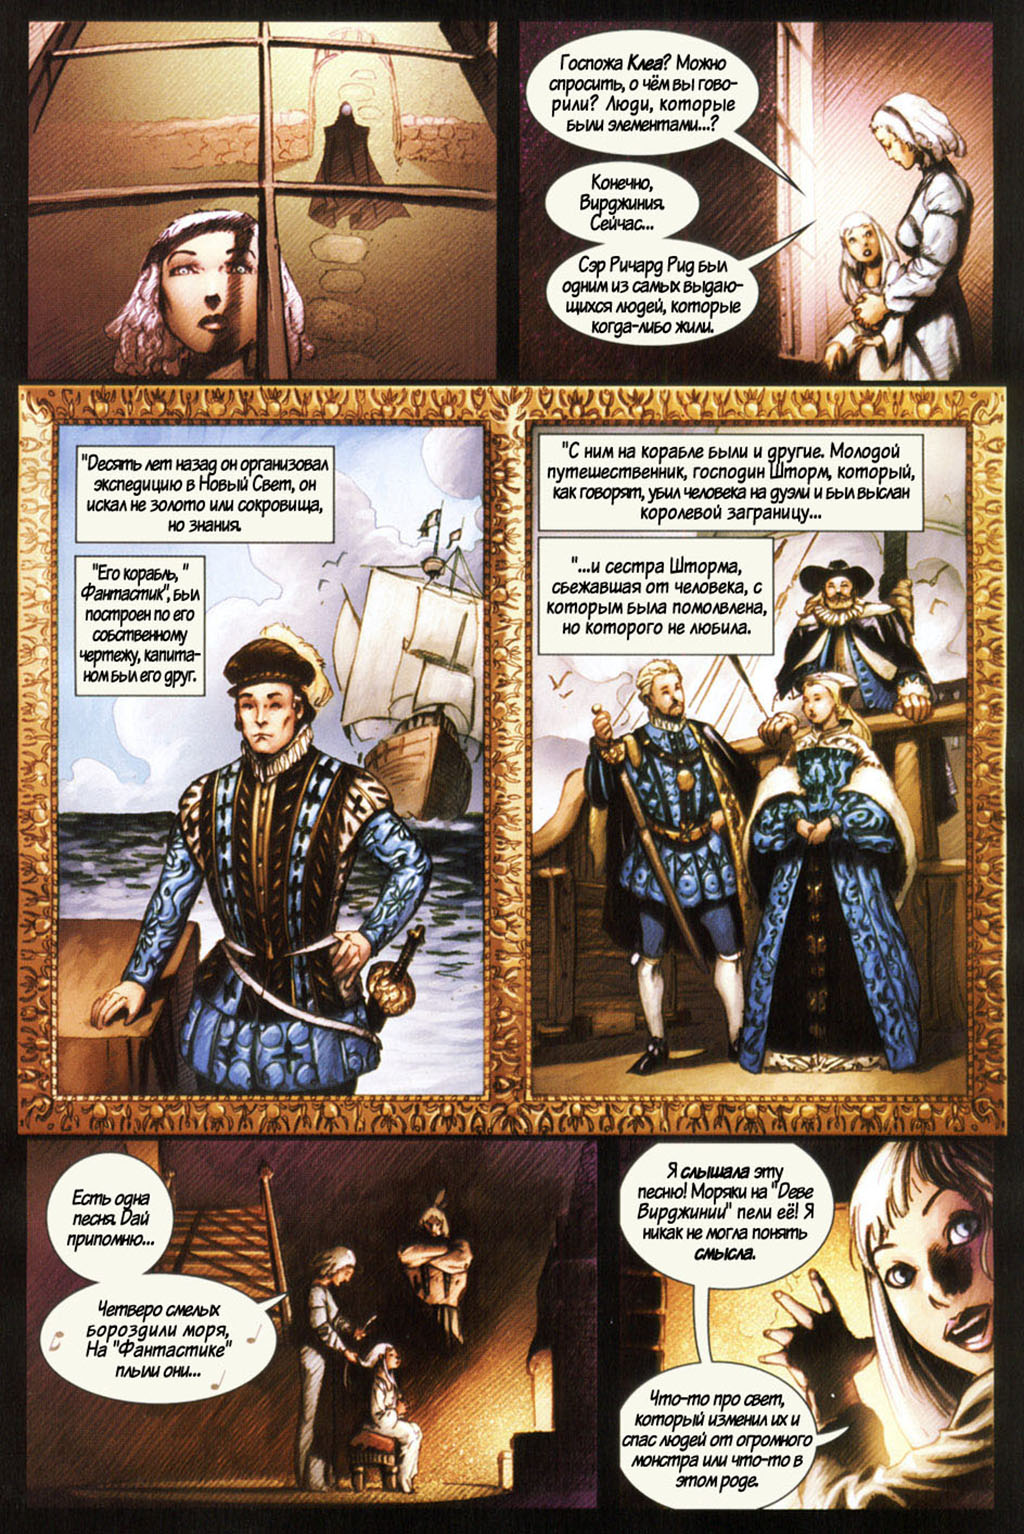 Госпожа Клеа? Можно
спросить, о чём вы гово-
рили? Люди, которые
были элементами...?
Конечно,
Вирджиния.
Сейчас...
Сэр Ричард Рид был
одним из самых выдаю-
щихся людей, которые
когда-либо жили.
"Десять лет назад он организовал
экспедицию в Новый Свет, он
искал не золото или сокровища,
но знания.
"Его корабль, "
Фантастик", был
построен по его
собственному
чертежу, капита-
ном был его друг.
"С ним на корабле были и другие. Молодой
путешественник, господин Шторм, который,
как говорят, убил человека на дуэли и был выслан
королевой заграницу...
"...и сестра Шторма,
сбежавшая от человека, с
которым была помолвлена,
но которого не любила.
Есть одна
песня. Дай
припомню...
Четверо смелых
бороздили моря,
На "Фантастике"
плыли они...
Я слышала эту
песню! Моряки на "Деве
Вирджинии" пели её! Я
никак не могла понять
смысла.
Что-то про свет,
который изменил их и
спас людей от огромного
монстра или что-то в
этом роде.